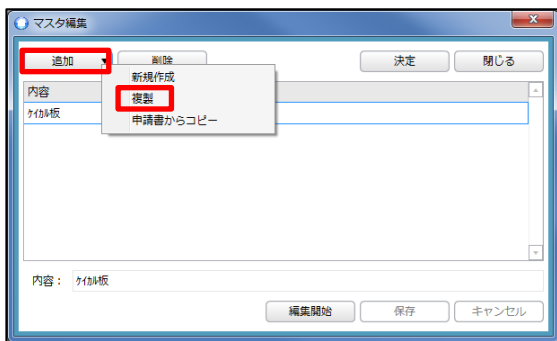 マスタ編集
追加 ▼ 削除 決定 閉じる
新規作成
内容
複製
ｹｲｶﾙ板
申請書からコピー
内容： ｹｲｶﾙ板
編集開始 保存 キャンセル